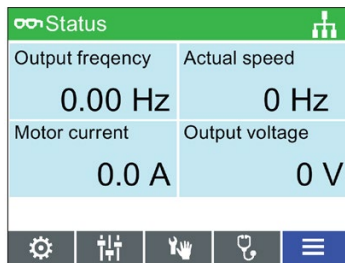 Status
Output freqency
Actual speed
0.00 Hz
0 Hz
Motor current
Output voltage
0.0 A
0 V